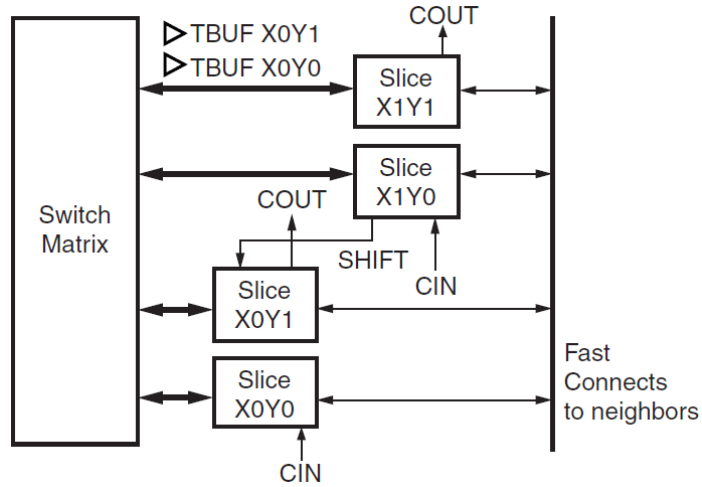 COUT
TBUF X0Y1
TBUF X0Y0
Slice
X1Y1
Slice
X1Y0
COUT
Switch
Matrix
SHIFT
CIN
Slice
X0Y1
Fast
Connects
to neighbors
Slice
X0Y0
CIN